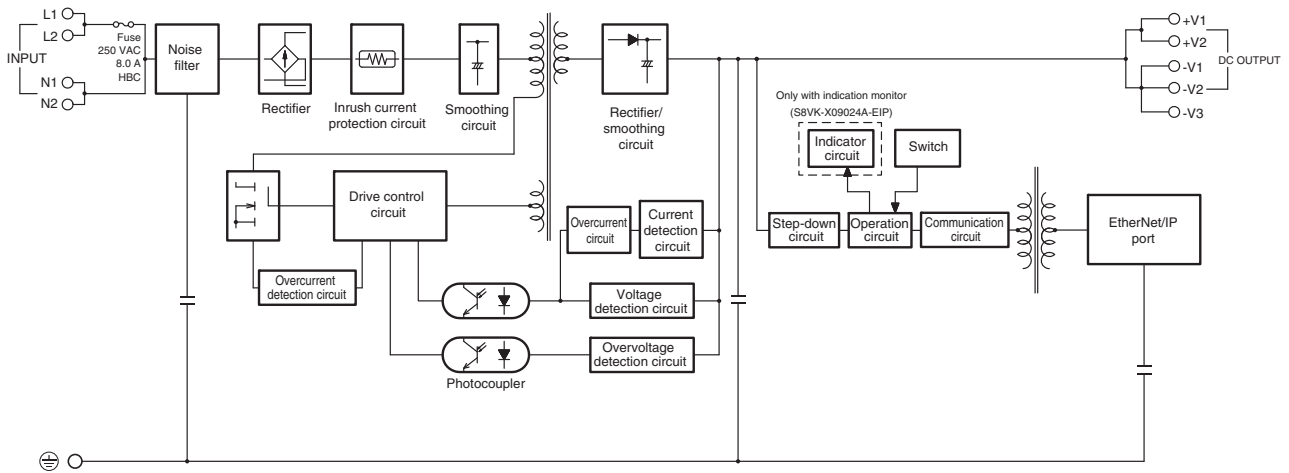 L1
L2
INPUT
N1
N2
Fuse
250 VAC
8.0 A
HBC
Noise
filter
Rectifier
Inrush current
protection circuit
Smoothing
circuit
Rectifier/
smoothing
circuit
+V1
+V2
DC OUTPUT
-V1
-V2
-V3
Only with indication monitor
(S8VK-X09024A-EIP)
Indicator
circuit
Switch
Drive control
circuit
Overcurrent
circuit
Current
detection
circuit
Step-down
circuit
Operation
circuit
Communication
circuit
EtherNet/IP
port
Overcurrent
detection circuit
Voltage
detection circuit
Overvoltage
detection circuit
Photocoupler